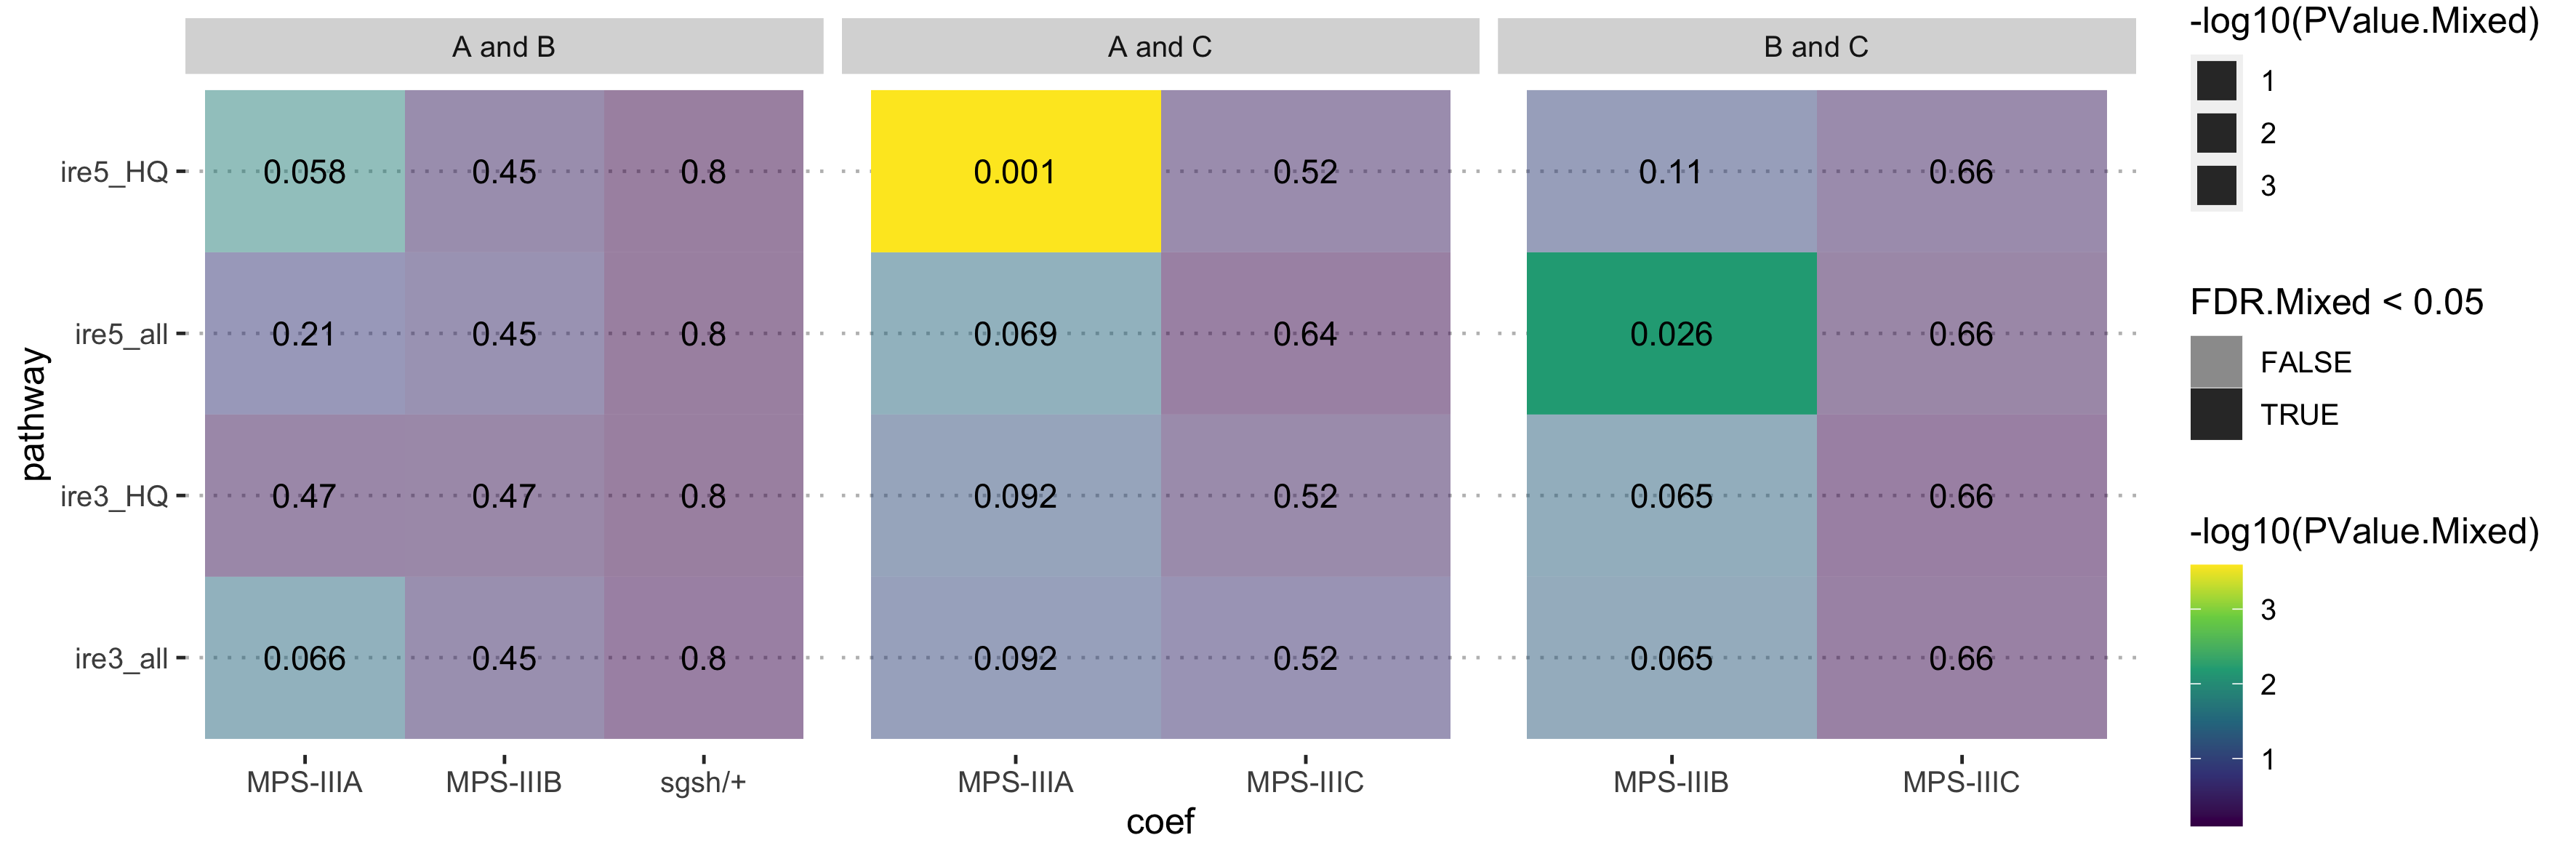 A and B
A and C
B and C
pathway
ire5_HQ
0.058 0.45 0.8 0.001 0.52 0.11 0.66
ire5_all
0.21 0.45 0.8 0.069 0.64 0.026 0.66
ire3_HQ
0.47 0.47 0.8 0.092 0.52 0.065 0.66
ire3_all
0.066 0.45 0.8 0.092 0.52 0.065 0.66
MPS-IIIA MPS-IIIB sgsh/+ MPS-IIIA MPS-IIIC MPS-IIIB MPS-IIIC
coef
-log10(PValue.Mixed)
1
2
3
FDR.Mixed < 0.05
FALSE
TRUE
-log10(PValue.Mixed)
3
2
1